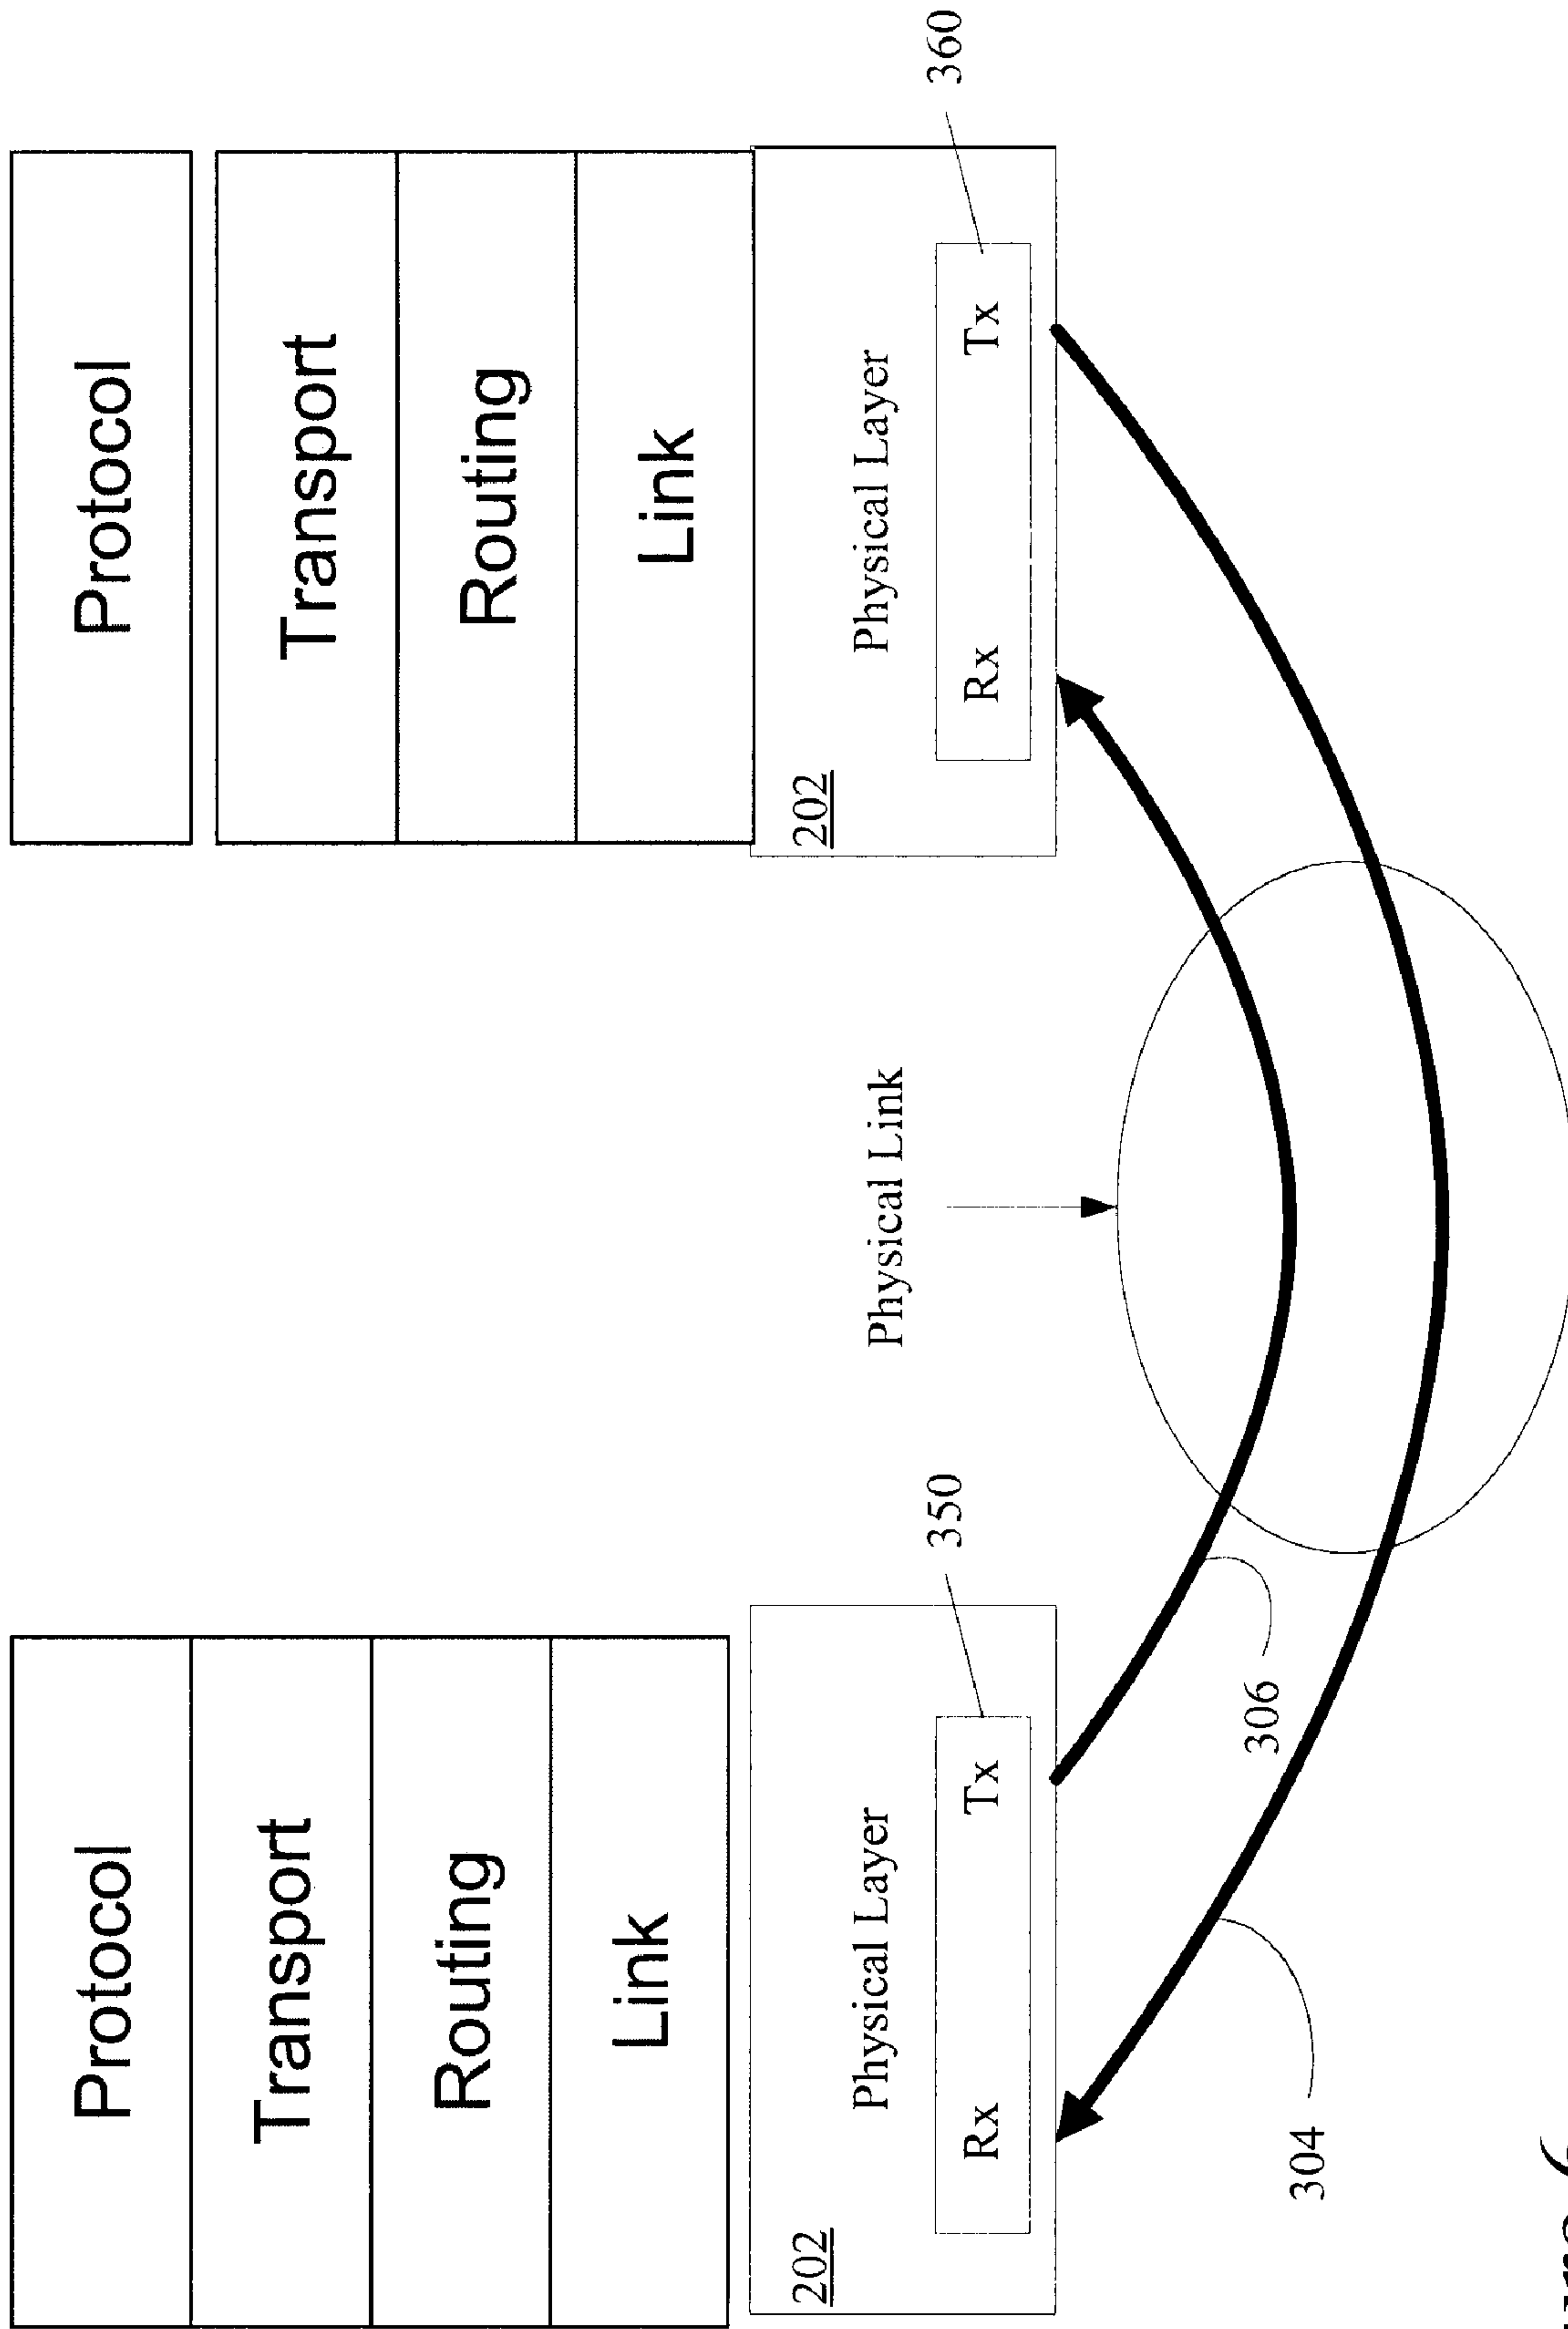 Protocol
Transport
Routing
Link
202
Physical Layer
Rx
Tx
350
Protocol
Transport
Routing
Link
202
Physical Layer
Rx
Tx
360
Physical Link
306
304